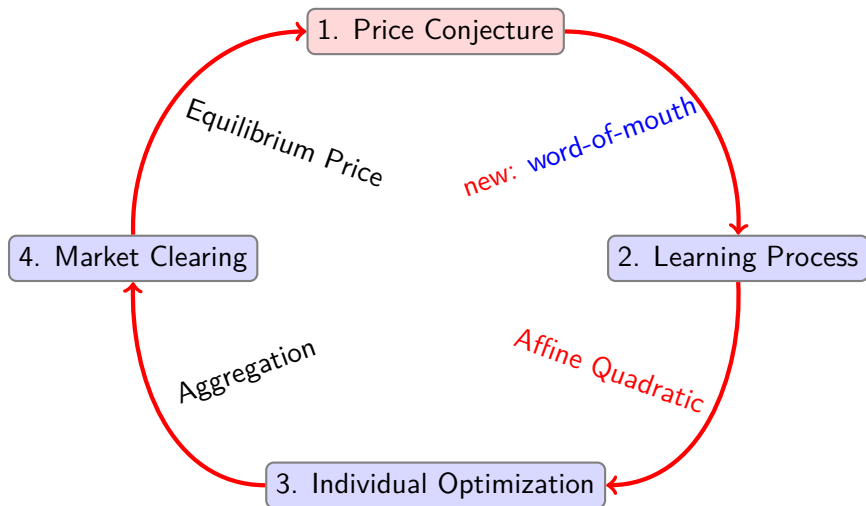 1. Price Conjecture
Equilibrium Price
new: word-of-mouth
4. Market Clearing
2. Learning Process
Aggregation
Affine Quadratic
3. Individual Optimization